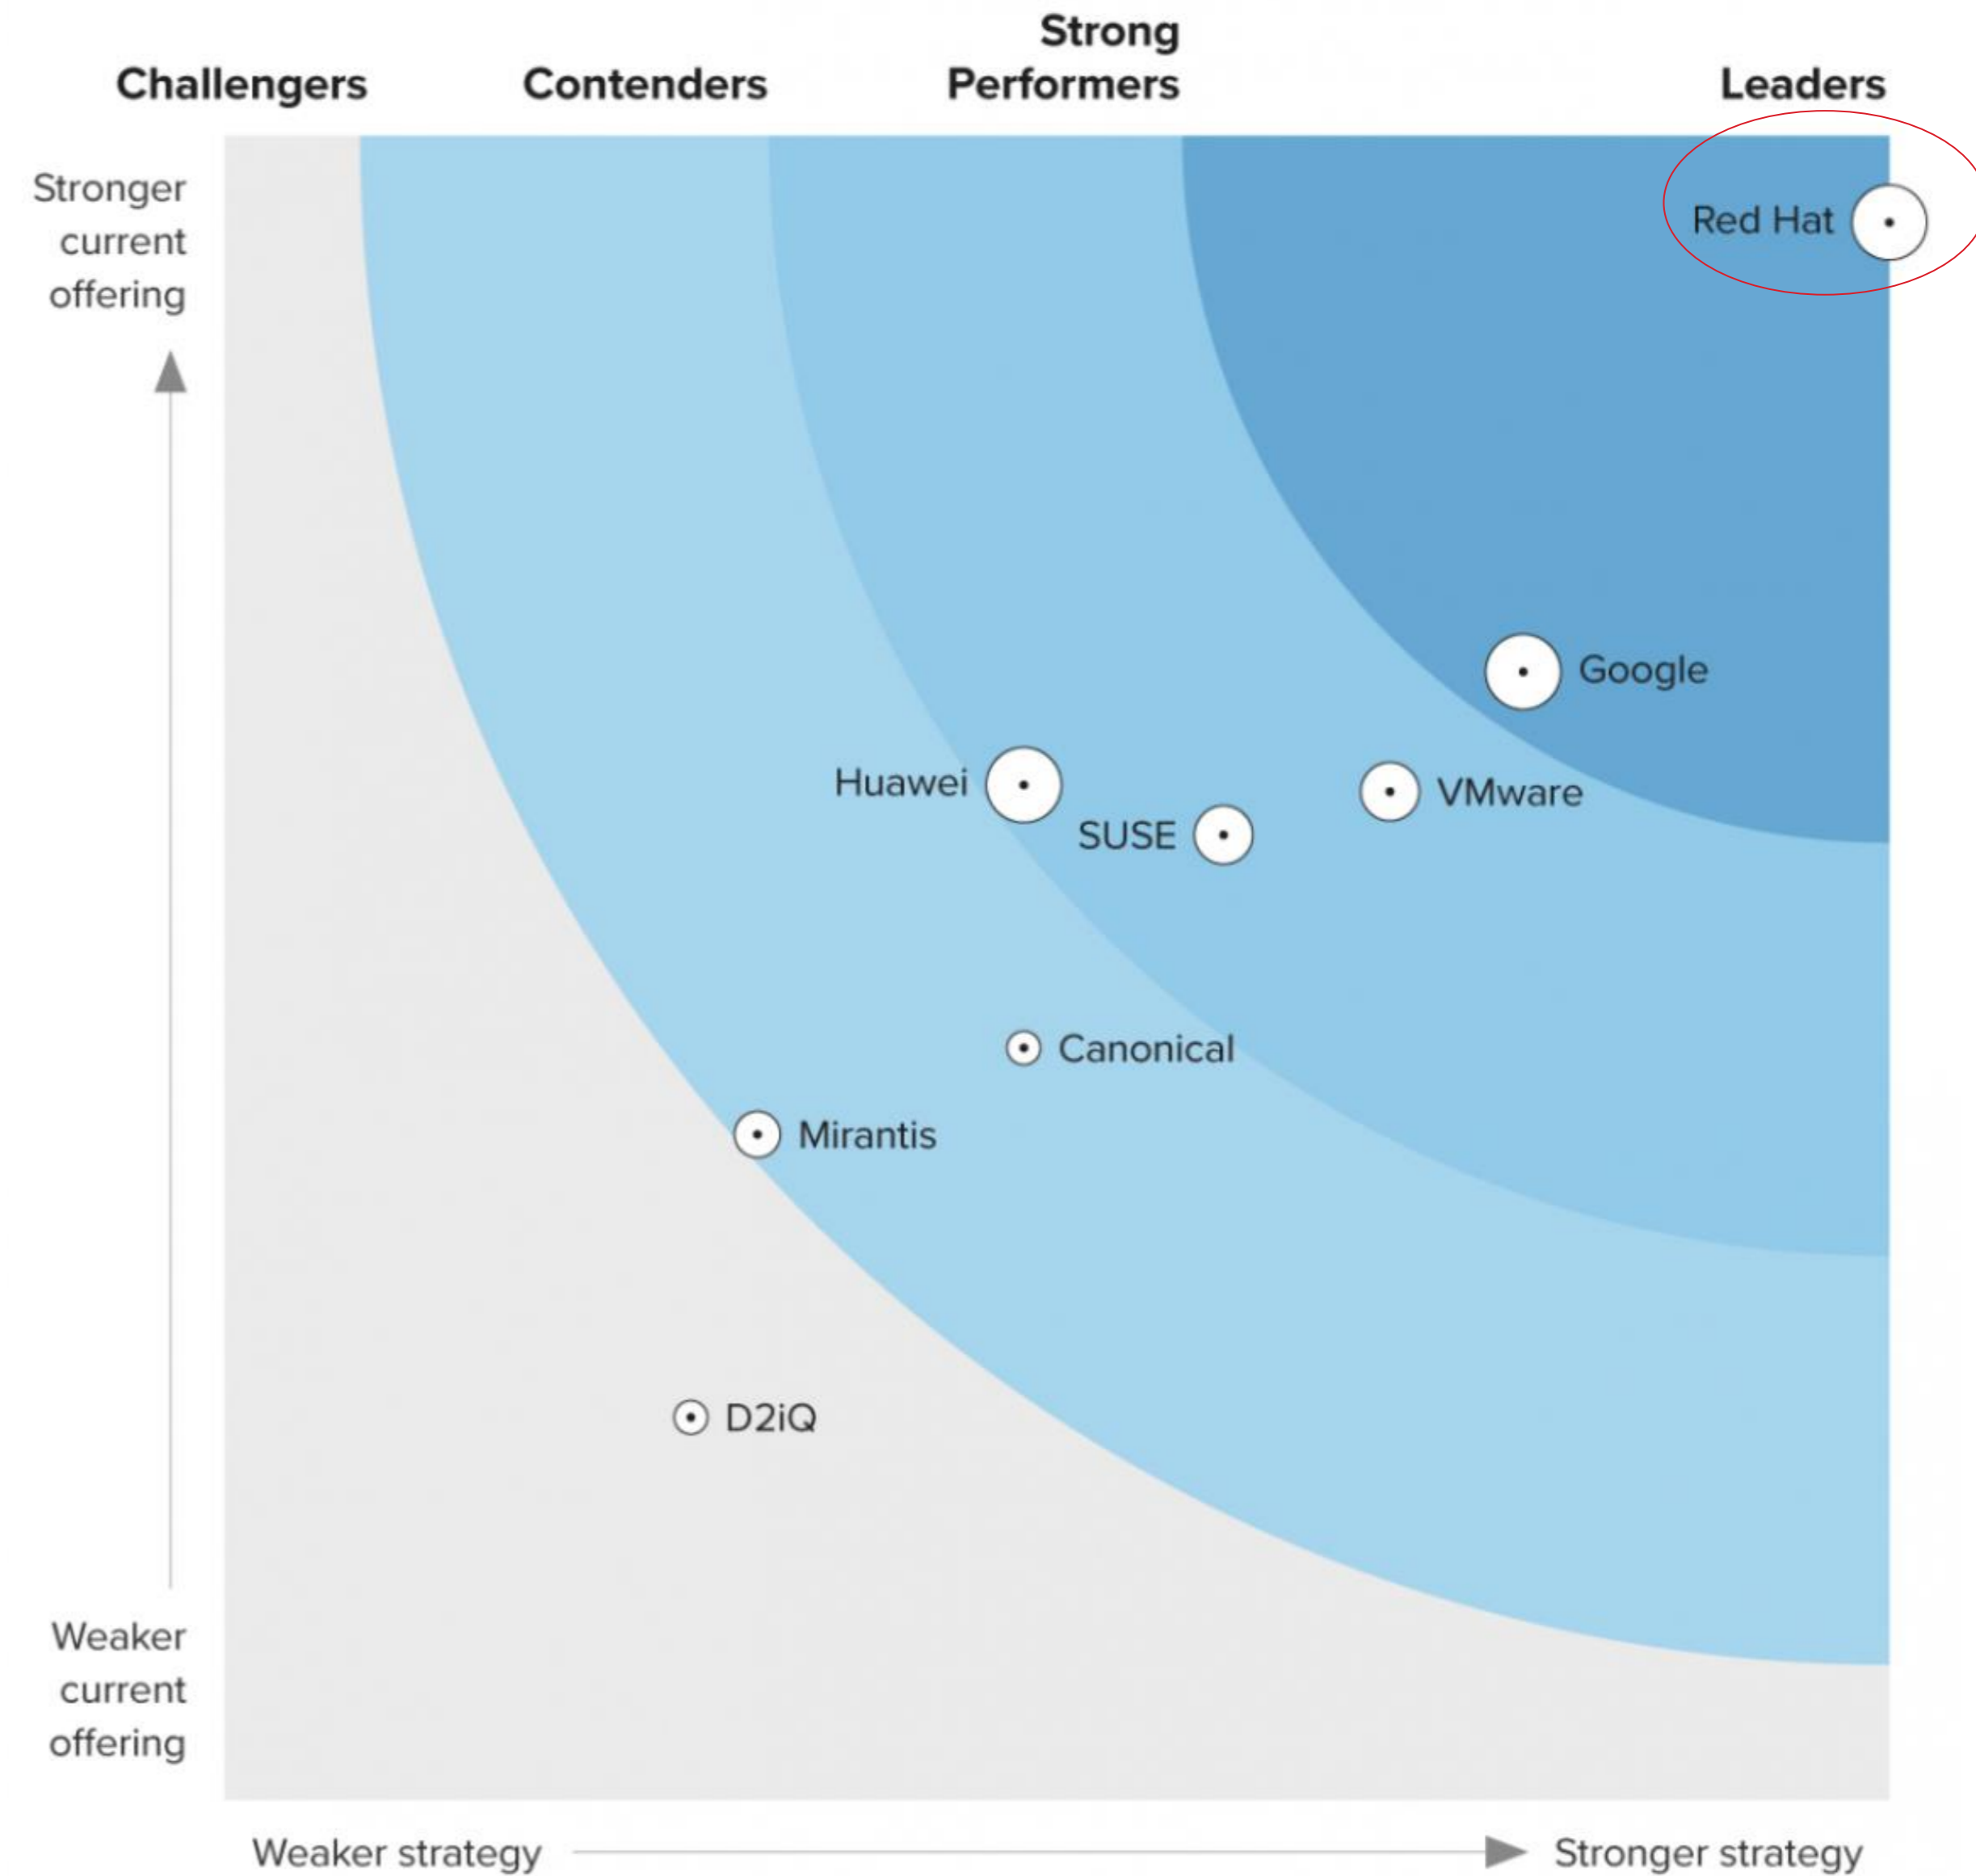 Strong
Challengers Contenders Performers Leaders
Stronger
current
offering
Red Hat
Google
Huawei
VMware
SUSE
Canonical
Mirantis
D2iQ
Weaker
current
offering
Weaker strategy Stronger strategy